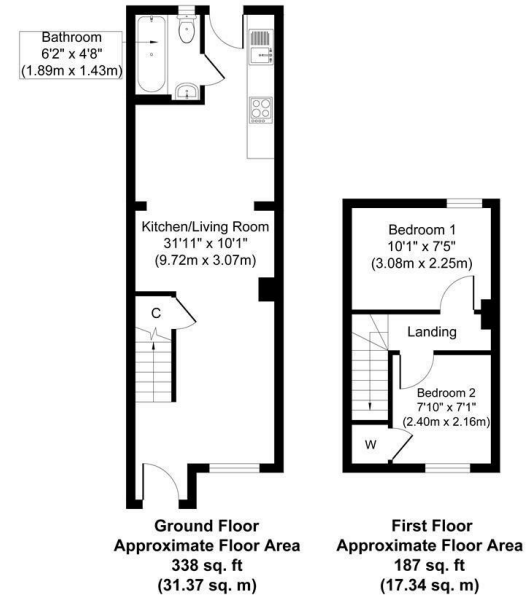 Bathroom
6'2" x 4'8"
(1.89m x 1.43m)
Kitchen/Living Room
31'11" x 10'1"
(9.72m x 3.07m)
C
Ground Floor
Approximate Floor Area
338 sq. ft
(31.37 sq. m)
Bedroom 1
10'1" x 7'5"
(3.08m x 2.25m)
Landing
Bedroom 2
7'10" x 7'1"
(2.40m x 2.16m)
W
First Floor
Approximate Floor Area
187 sq. ft
(17.34 sq. m)